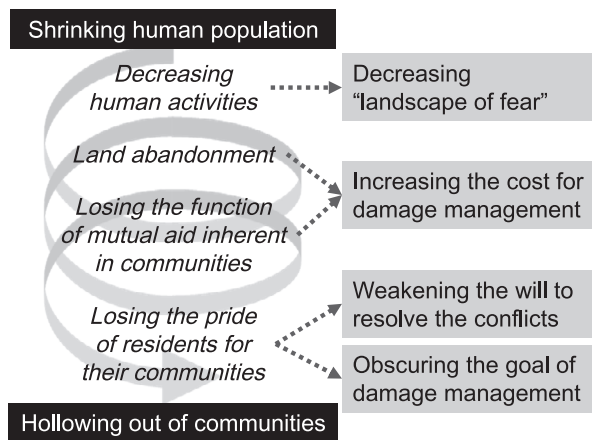 Shrinking human population
Decreasing
human activities
Decreasing
"landscape of fear"
Land abandonment
Increasing the cost for
damage management
Losing the function
of mutual aid inherent
in communities
Weakening the will to
resolve the conflicts
Losing the pride
of residents for
their communities
Obscuring the goal of
damage management
Hollowing out of communities